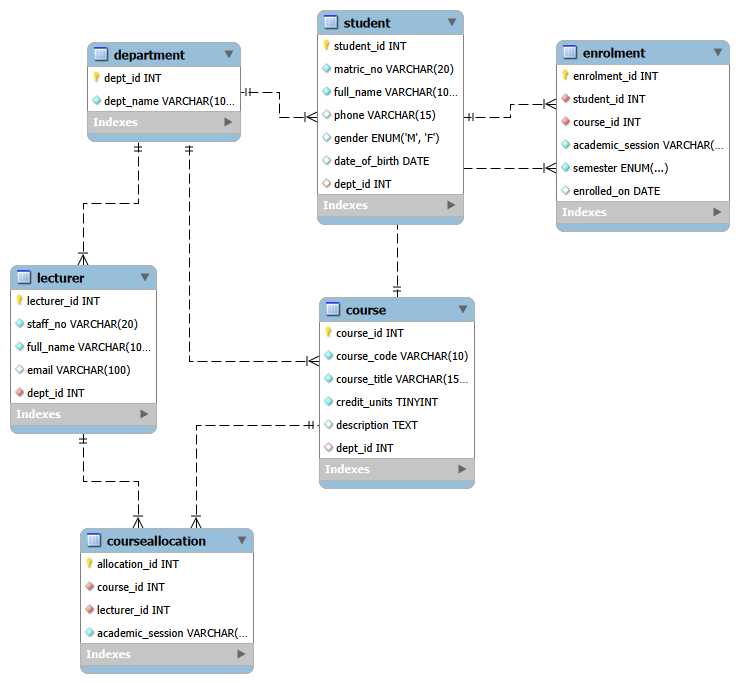 department
dept_id INT
dept_name VARCHAR(10...
Indexes
student
student_id INT
matric_no VARCHAR(20)
full_name VARCHAR(10...
phone VARCHAR(15)
gender ENUM('M', 'F')
date_of_birth DATE
dept_id INT
Indexes
enrolment
enrolment_id INT
student_id INT
course_id INT
academic_session VARCHAR(...
semester ENUM(...)
enrolled_on DATE
Indexes
lecturer
lecturer_id INT
staff_no VARCHAR(20)
full_name VARCHAR(10...
email VARCHAR(100)
dept_id INT
Indexes
course
course_id INT
course_code VARCHAR(10)
course_title VARCHAR(15...
credit_units TINYINT
description TEXT
dept_id INT
Indexes
courseallocation
allocation_id INT
course_id INT
lecturer_id INT
academic_session VARCHAR(...
Indexes